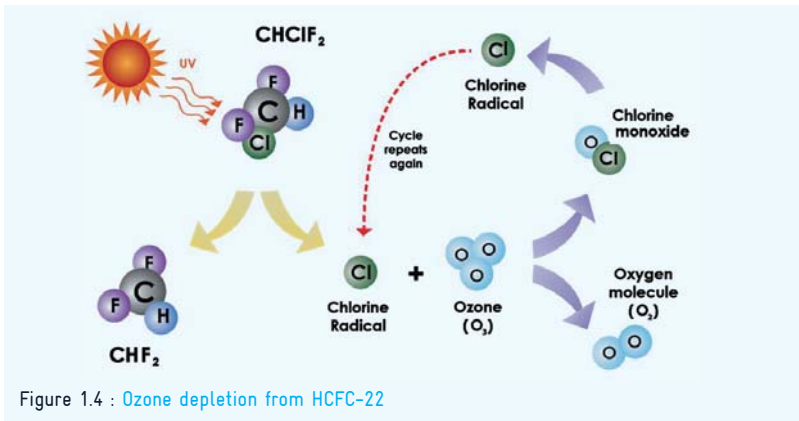 CHClF₂
UV
F
C
H
F
Cl
Cl
Chlorine
Radical
Cycle
repeats
again
Chlorine
monoxide
O
Cl
F
C
F
H
CHF₂
Cl
Chlorine
Radical
+
O
O
O
Ozone
(O₃)
Oxygen
molecule
(O₂)
O
O
Figure 1.4 : Ozone depletion from HCFC-22